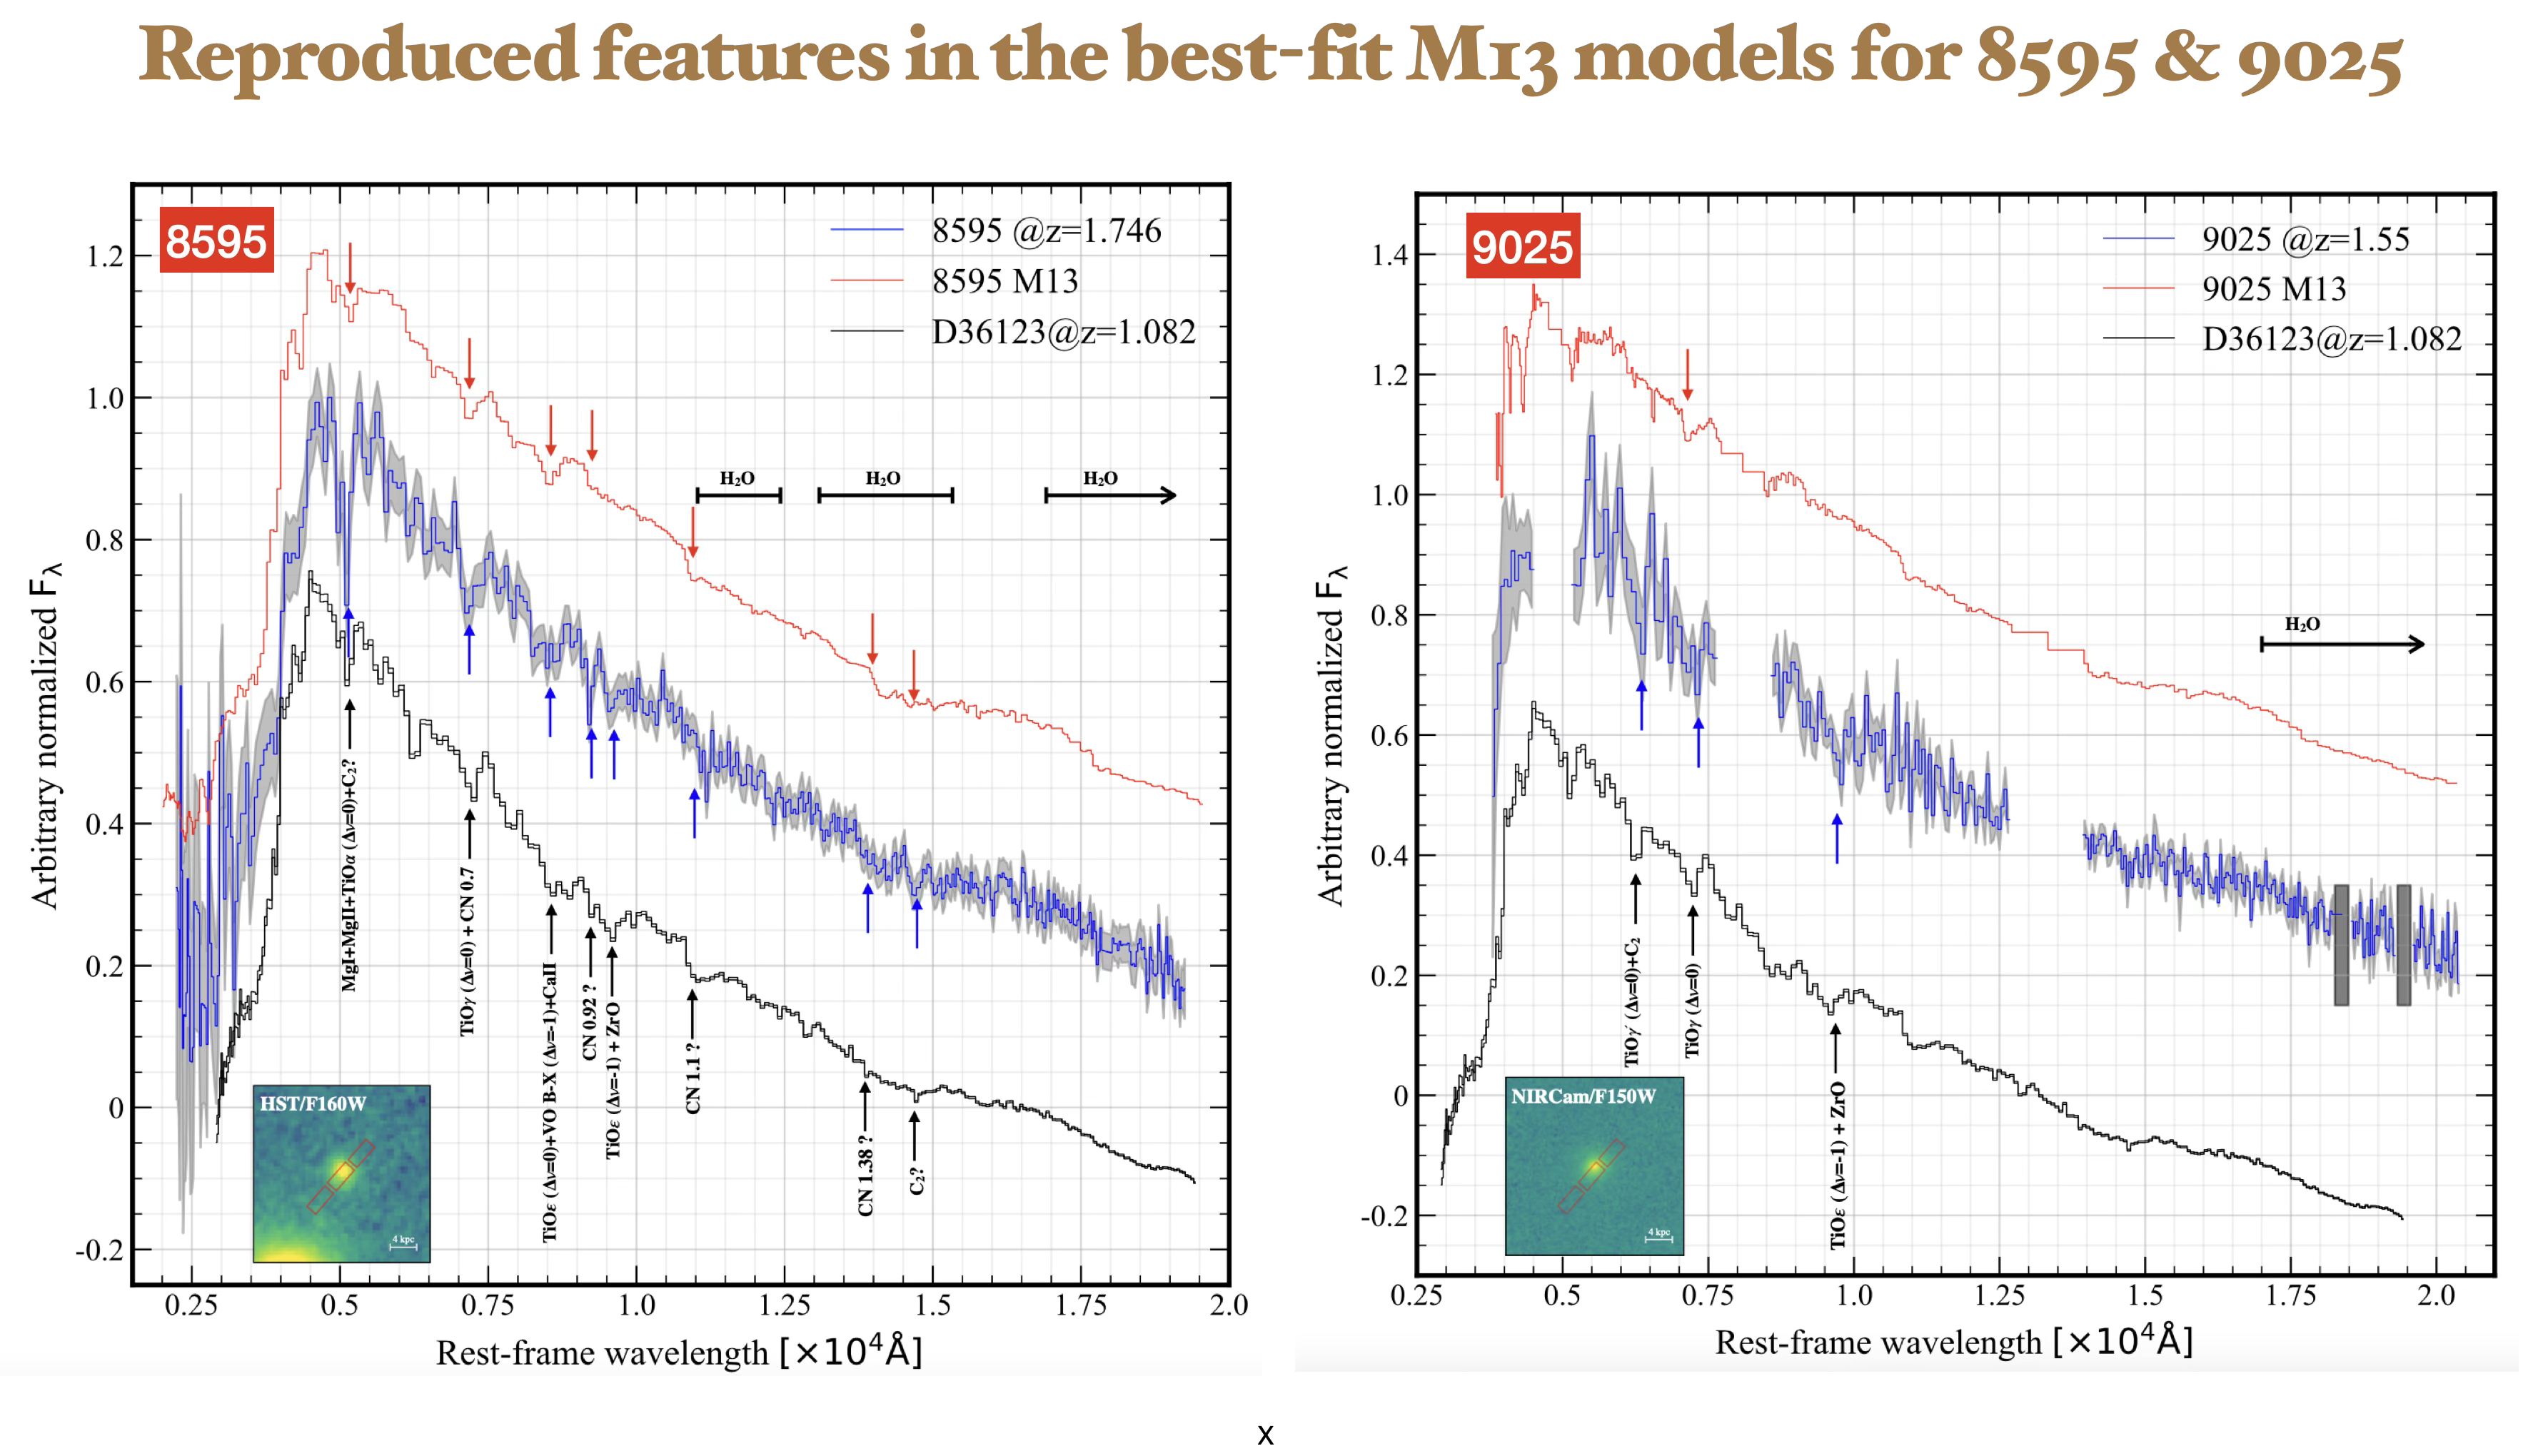 Reproduced features in the best-fit M13 models for 8595 & 9025
8595
8595 @z=1.746
8595 M13
D36123@z=1.082
1.2
1.0
0.8
0.6
0.4
0.2
0
-0.2
Arbitrary normalized Fλ
H₂O
H₂O
H₂O
MgI+MgII+TiOα (Δν=0)+C₂?
TiOγ (Δν=0) + CN 0.7
TiOε (Δν=0)+VO B-X (Δν=-1)+CaII
CN 0.92 ?
TiOε (Δν=-1) + ZrO
CN 1.1 ?
CN 1.38 ?
C₂?
HST/F160W
4 kpc
0.25 0.5 0.75 1.0 1.25 1.5 1.75 2.0
Rest-frame wavelength [×10⁴Å]
9025
9025 @z=1.55
9025 M13
D36123@z=1.082
1.4
1.2
1.0
0.8
0.6
0.4
0.2
0
-0.2
Arbitrary normalized Fλ
H₂O
TiOγ′ (Δν=0)+C₂
TiOγ (Δν=0)
TiOε (Δν=-1) + ZrO
NIRCam/F150W
4 kpc
0.25 0.5 0.75 1.0 1.25 1.5 1.75 2.0
Rest-frame wavelength [×10⁴Å]
x